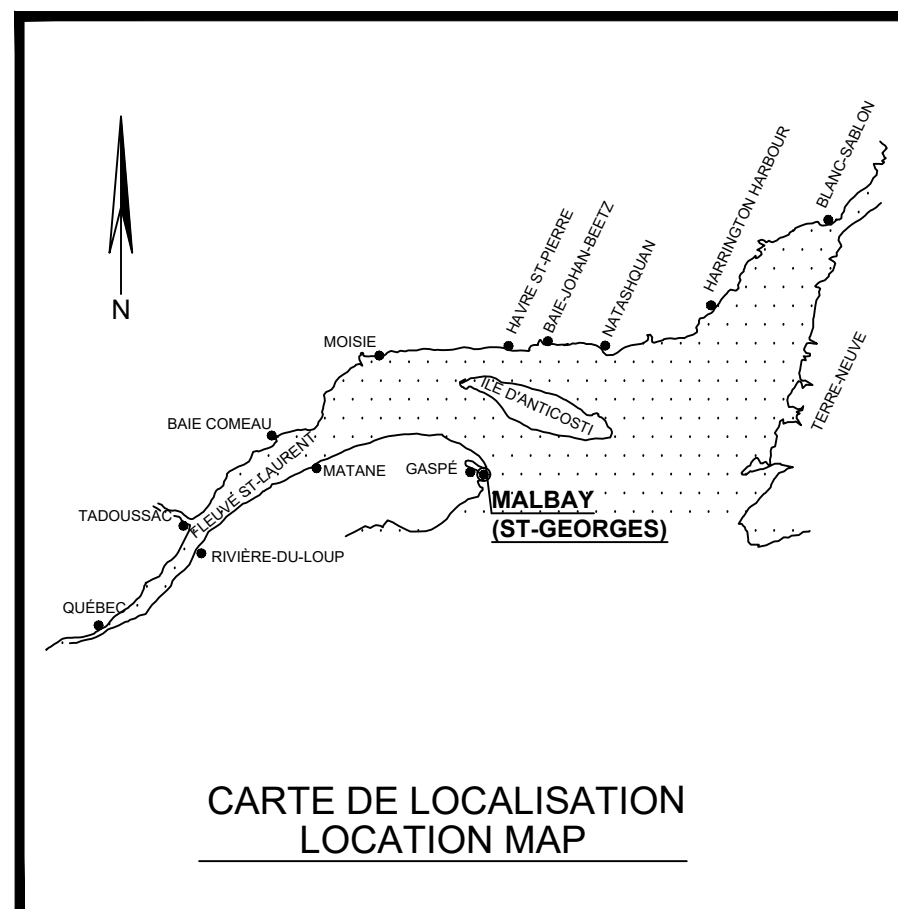 BLANC-SABLON
HARRINGTON HARBOUR
HAVRE ST-PIERRE
BAIE-JOHAN-BEETZ
NATASHQUAN
N
MOISIE
TERRE-NEUVE
ILE D'ANTICOSTI
BAIE COMEAU
FLEUVE ST-LAURENT
MATANE
GASPÉ
MALBAY
(ST-GEORGES)
TADOUSSAC
RIVIÈRE-DU-LOUP
QUÉBEC
CARTE DE LOCALISATION
LOCATION MAP